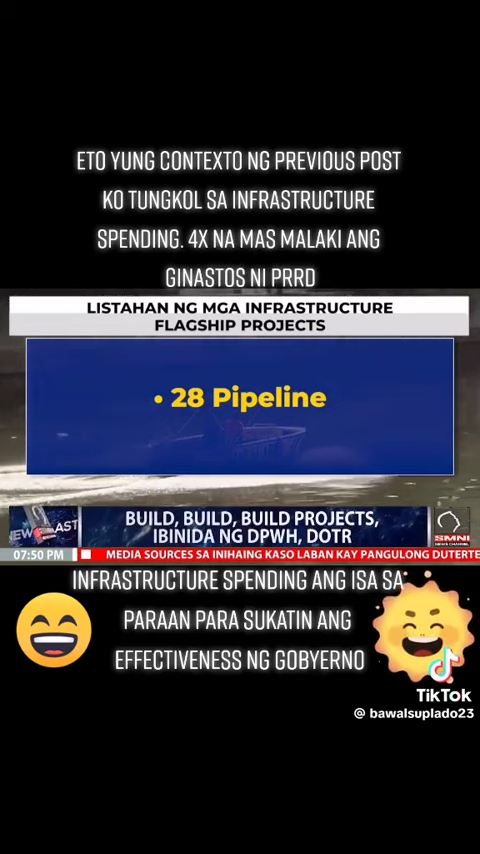 ETO YUNG CONTEXTO NG PREVIOUS POST
KO TUNGKOL SA INFRASTRUCTURE
SPENDING. 4X NA MAS MALAKI ANG
GINASTOS NI PRRD
LISTAHAN NG MGA INFRASTRUCTURE
FLAGSHIP PROJECTS
• 28 Pipeline
BUILD, BUILD, BUILD PROJECTS,
IBINIDA NG DPWH, DOTR
SMNI
NEWS CHANNEL
07:50 PM
MEDIA SOURCES SA INIHAING KASO LABAN KAY PANGULONG DUTERTE
INFRASTRUCTURE SPENDING ANG ISA SA
PARAAN PARA SUKATIN ANG
EFFECTIVENESS NG GOBYERNO
TikTok
@ bawalsuplado23